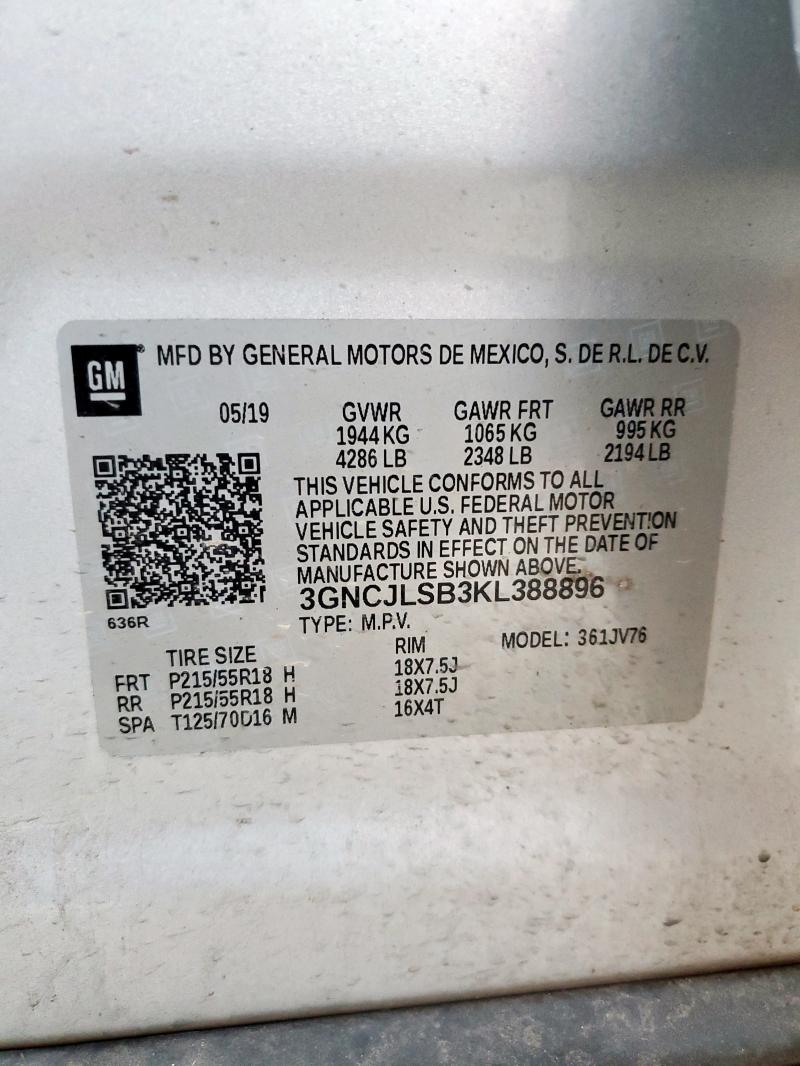 GM® MFD BY GENERAL MOTORS DE MEXICO, S. DE R.L. DE C.V.
05/19 GVWR GAWR FRT GAWR RR
1944 KG 1065 KG 995 KG
4286 LB 2348 LB 2194 LB
THIS VEHICLE CONFORMS TO ALL
APPLICABLE U.S. FEDERAL MOTOR
VEHICLE SAFETY AND THEFT PREVENTION
STANDARDS IN EFFECT ON THE DATE OF
MANUFACTURE SHOWN ABOVE.
3GNCJLSB3KL388896
636R
TYPE: M.P.V. MODEL: 361JV76
TIRE SIZE RIM
FRT P215/55R18 H 18X7.5J
RR P215/55R18 H 18X7.5J
SPA T125/70D16 M 16X4T